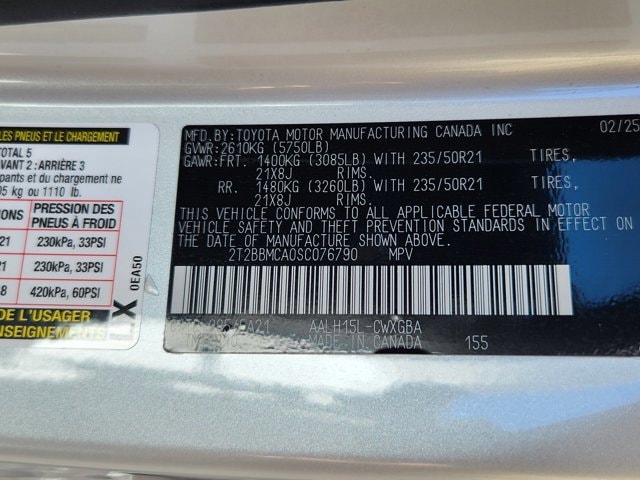 LES PNEUS ET LE CHARGEMENT
TOTAL 5
AVANT 2 : ARRIÈRE 3
pants et du chargement ne
05 kg ou 1110 lb.
IONS PRESSION DES
PNEUS À FROID
21 230kPa, 33PSI
21 230kPa, 33PSI
8 420kPa, 60PSI
DE L'USAGER
ENSEIGNEMENTS
X 0EA50
MFD.BY:TOYOTA MOTOR MANUFACTURING CANADA INC 02/25
GVWR:2610KG (5750LB)
GAWR:FRT. 1400KG (3085LB) WITH 235/50R21 TIRES,
21X8J RIMS.
RR. 1480KG (3260LB) WITH 235/50R21 TIRES,
21X8J RIMS.
THIS VEHICLE CONFORMS TO ALL APPLICABLE FEDERAL MOTOR
VEHICLE SAFETY AND THEFT PREVENTION STANDARDS IN EFFECT ON
THE DATE OF MANUFACTURE SHOWN ABOVE.
2T2BBMCA0SC076790 MPV
AALH15L-CWXGBA
MADE IN CANADA 155